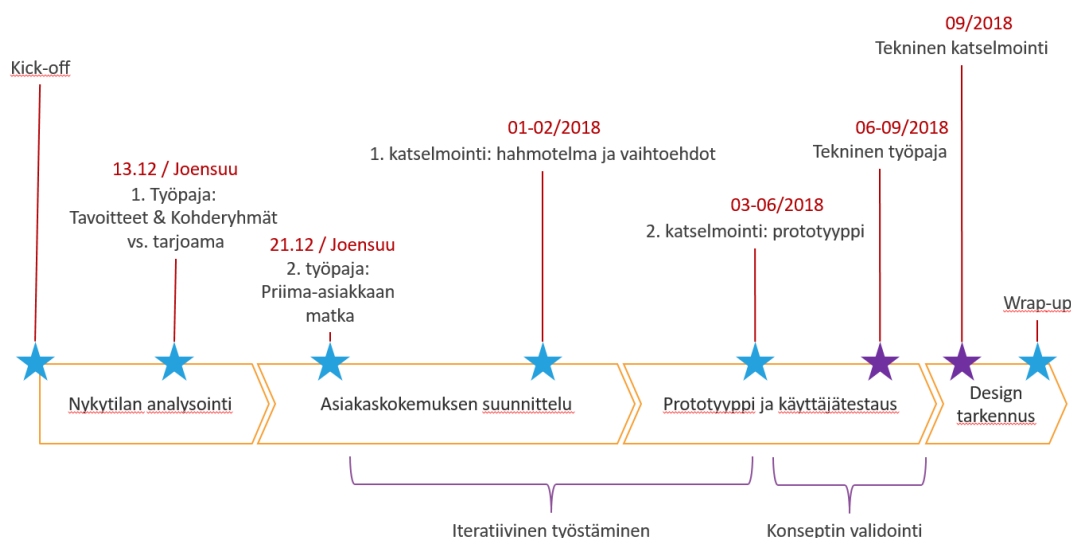 09/2018
Tekninen katselmointi
Kick-off
01-02/2018
1. katselmointi: hahmotelma ja vaihtoehdot
06-09/2018
Tekninen työpaja
13.12 / Joensuu
1. Työpaja:
Tavoitteet & Kohderyhmät
vs. tarjoama
03-06/2018
2. katselmointi: prototyyppi
21.12 / Joensuu
2. työpaja:
Priima-asiakkaan
matka
Wrap-up
Nykytilan analysointi
Asiakaskokemuksen suunnittelu
Prototyyppi ja käyttäjätestaus
Design
tarkennus
Iteratiivinen työstäminen
Konseptin validointi